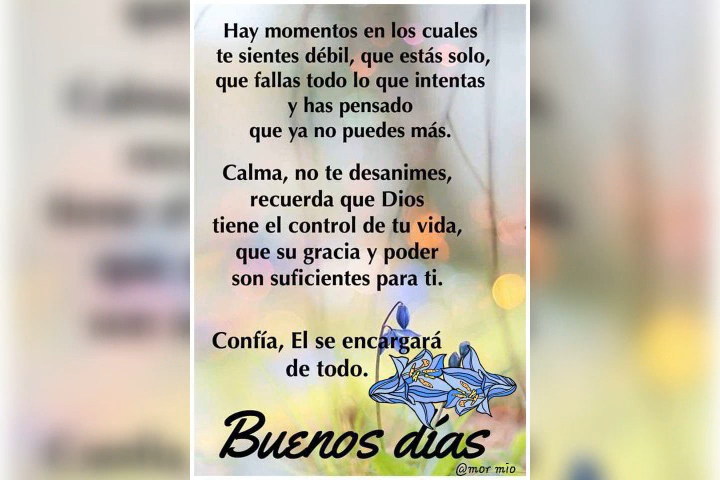 Hay momentos en los cuales
te sientes débil, que estás solo,
que fallas todo lo que intentas
y has pensado
que ya no puedes más.
Calma, no te desanimes,
recuerda que Dios
tiene el control de tu vida,
que su gracia y poder
son suficientes para ti.
Confía, El se encargará
de todo.
Buenos días
@mor mio